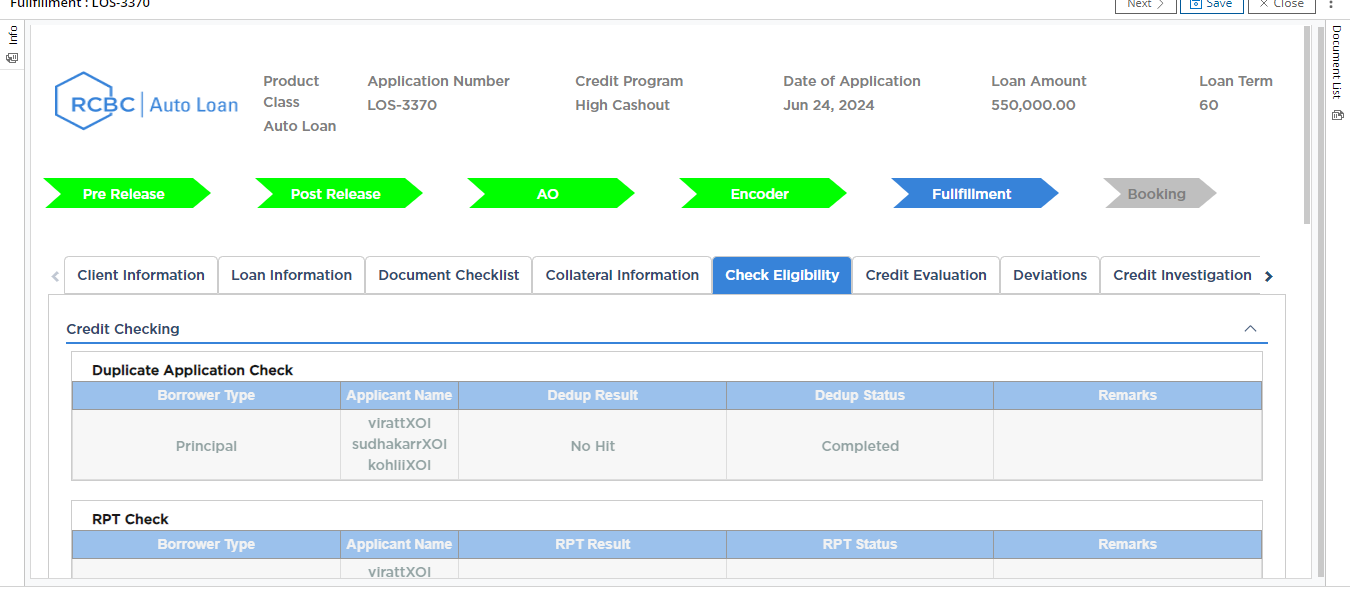 Fullfillment : LOS-3370
Next
Save
Close
Info
Document List
RCBC Auto Loan
Product Class
Auto Loan
Application Number
LOS-3370
Credit Program
High Cashout
Date of Application
Jun 24, 2024
Loan Amount
550,000.00
Loan Term
60
Pre Release
Post Release
AO
Encoder
Fullfillment
Booking
Client Information
Loan Information
Document Checklist
Collateral Information
Check Eligibility
Credit Evaluation
Deviations
Credit Investigation
Credit Checking
Duplicate Application Check
Borrower Type Applicant Name Dedup Result Dedup Status Remarks
Principal
virattXOI
sudhakarrXOI
kohliiXOI
No Hit
Completed
RPT Check
Borrower Type Applicant Name RPT Result RPT Status Remarks
virattXOI